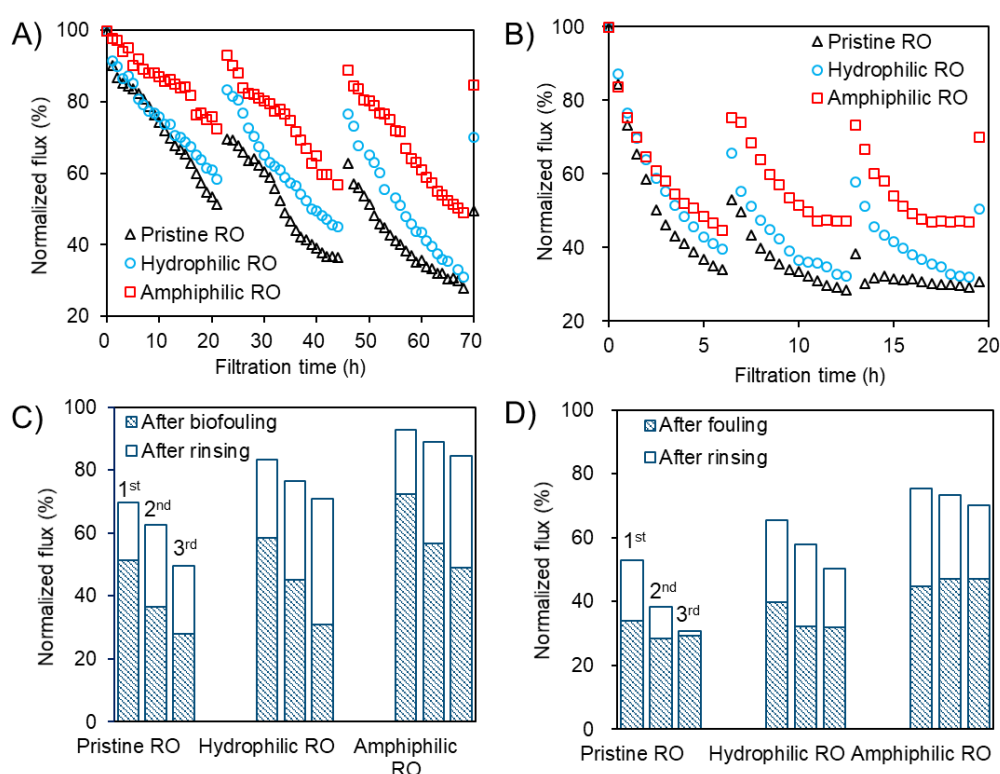 A)
Normalized flux (%)
100
80
60
40
20
Pristine RO
Hydrophilic RO
Amphiphilic RO
0 10 20 30 40 50 60 70
Filtration time (h)
B)
Normalized flux (%)
100
80
60
40
20
Pristine RO
Hydrophilic RO
Amphiphilic RO
0 5 10 15 20
Filtration time (h)
C)
Normalized flux (%)
100
80
60
40
20
0
After biofouling
After rinsing
1st
2nd
3rd
Pristine RO Hydrophilic RO Amphiphilic
RO
D)
Normalized flux (%)
100
80
60
40
20
0
After fouling
After rinsing
1st
2nd
3rd
Pristine RO Hydrophilic RO Amphiphilic RO